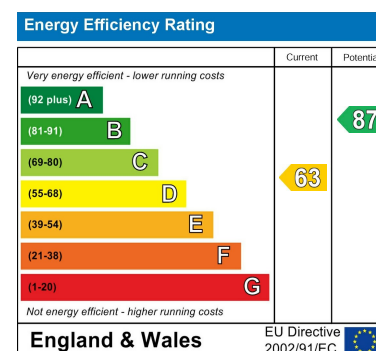 Energy Efficiency Rating
Current Potentia
Very energy efficient - lower running costs
(92 plus) A
(81-91) B
87
(69-80) C
63
(55-68) D
(39-54) E
(21-38) F
(1-20) G
Not energy efficient - higher running costs
England & Wales
EU Directive
2002/91/EC